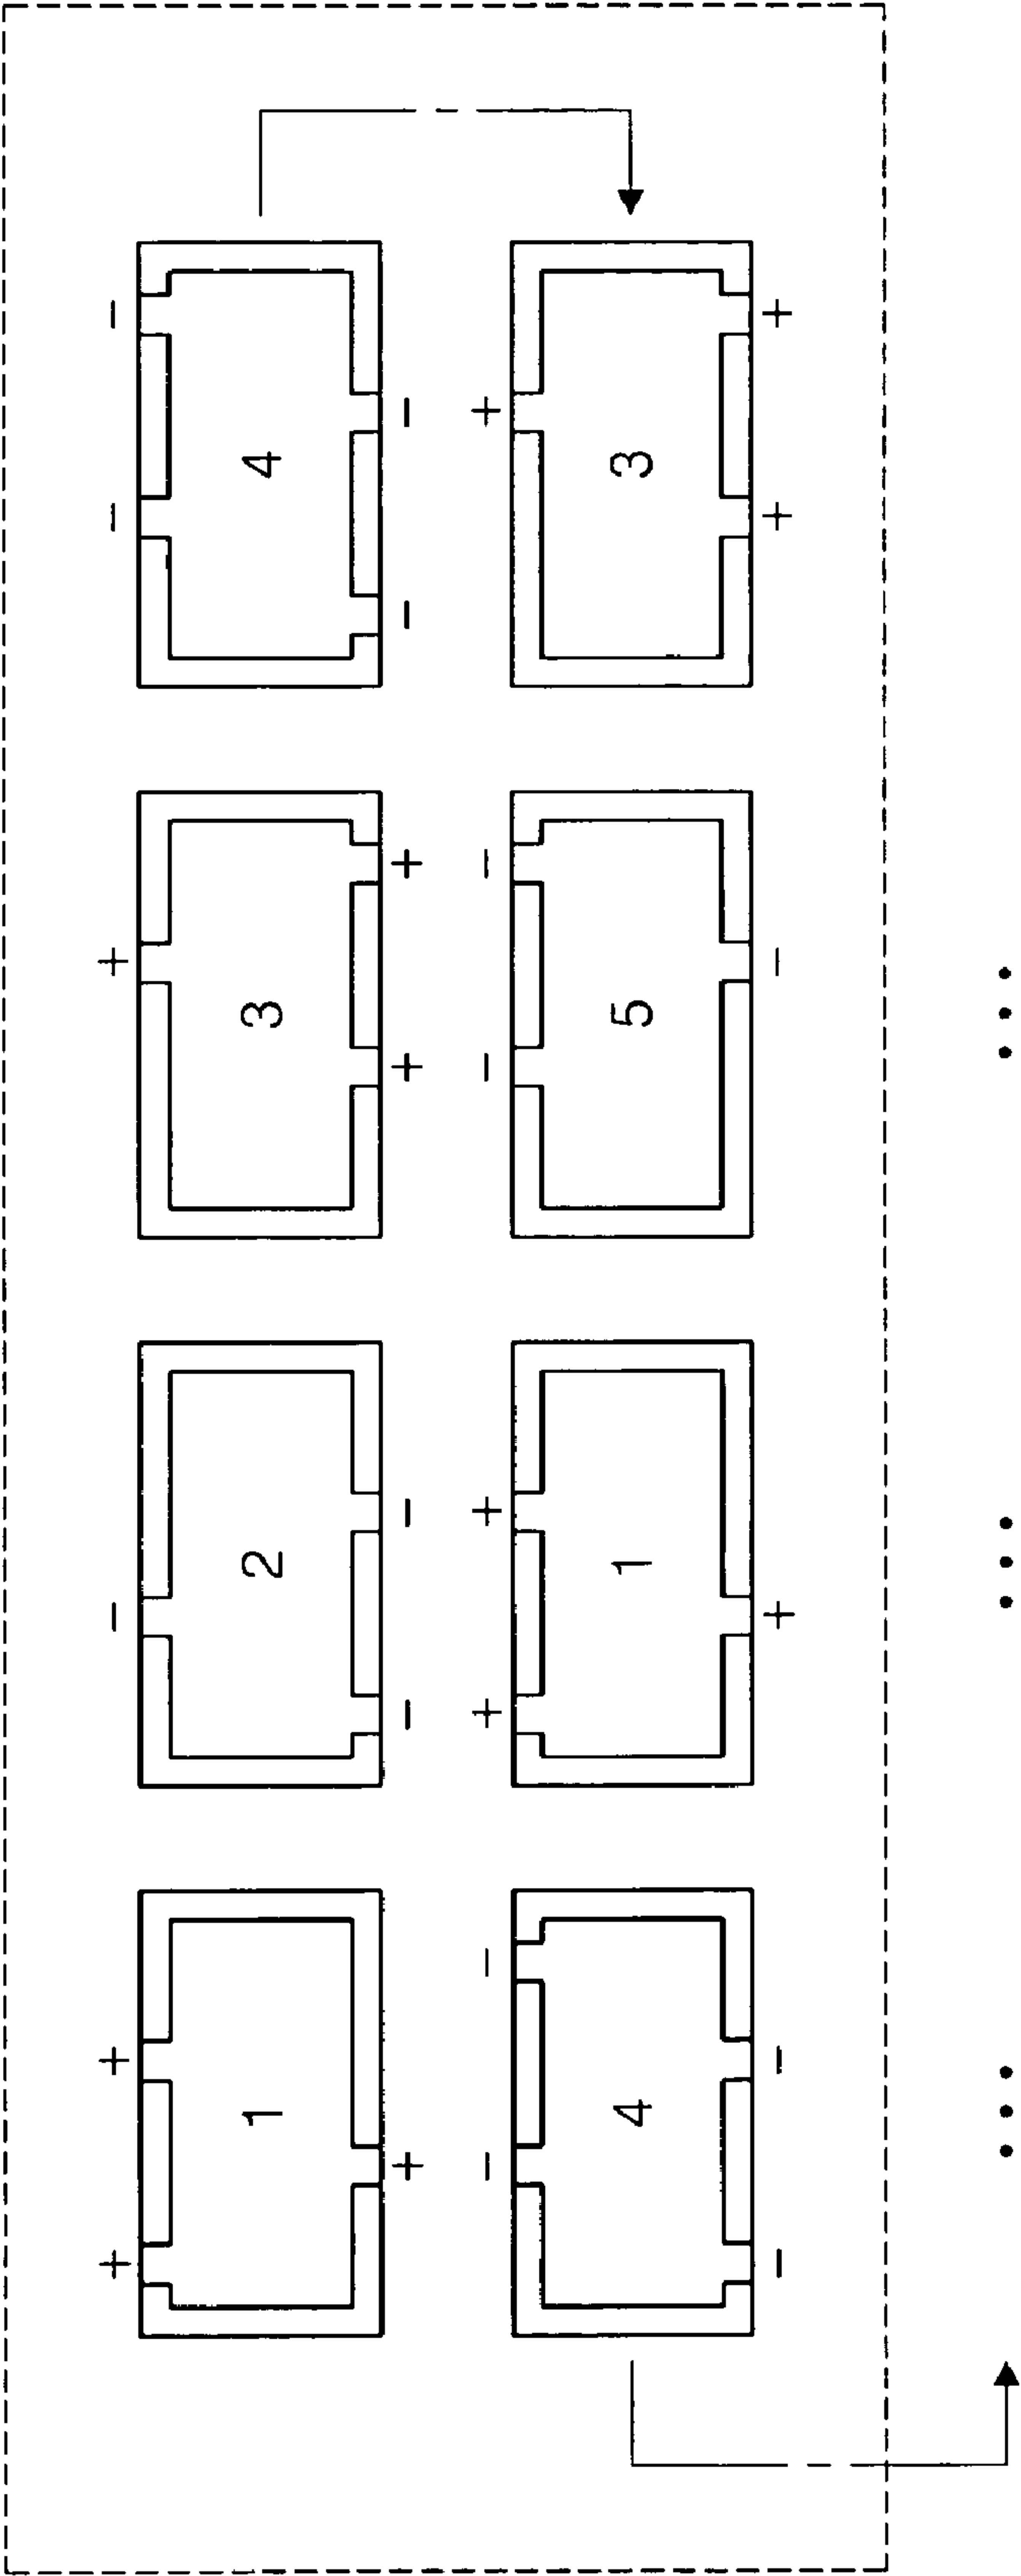 + + - + - -
1 2 3 4
+ - - + + - -
- - + + - - +
4 1 5 3
- - + - + +
... ... ...